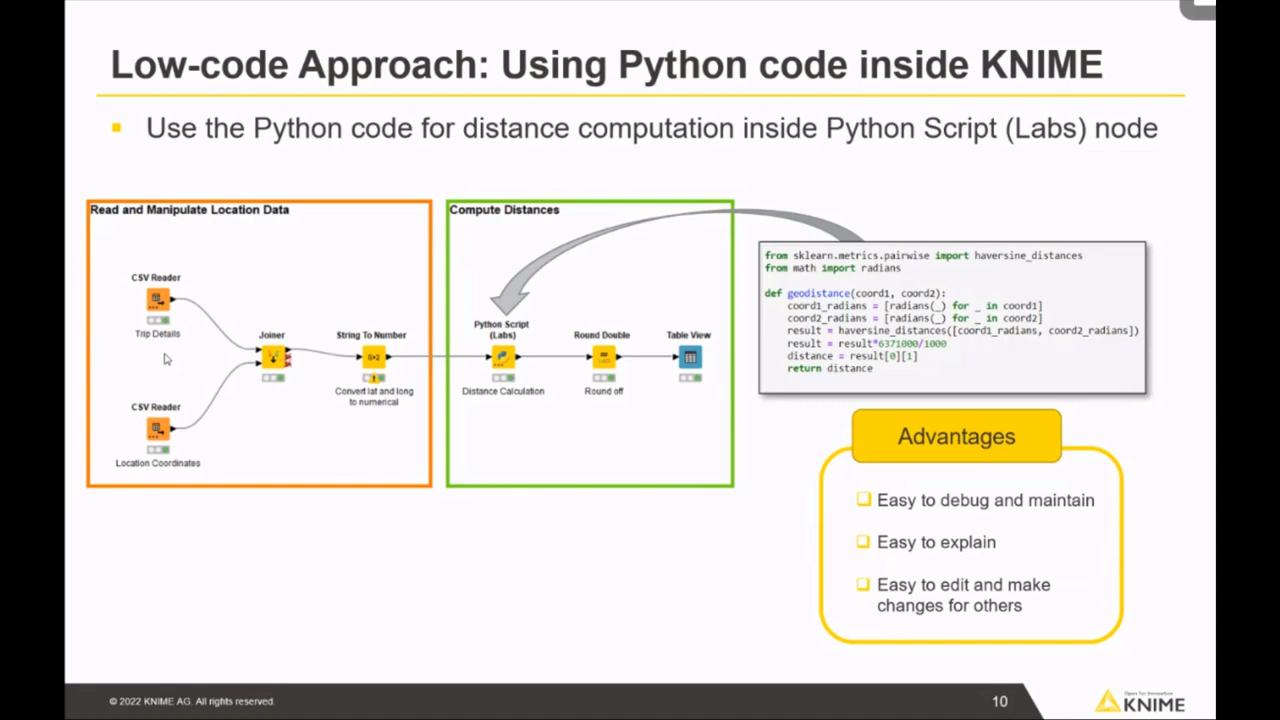 Low-code Approach: Using Python code inside KNIME
Use the Python code for distance computation inside Python Script (Labs) node
Read and Manipulate Location Data
CSV Reader
Trip Details
Joiner
String To Number
Convert lat and long
to numerical
CSV Reader
Location Coordinates
Compute Distances
Python Script
(Labs)
Distance Calculation
Round Double
Round off
Table View
from sklearn.metrics.pairwise import haversine_distances
from math import radians
def geodistance(coord1, coord2):
coord1_radians = [radians(_) for _ in coord1]
coord2_radians = [radians(_) for _ in coord2]
result = haversine_distances([coord1_radians, coord2_radians])
result = result*6371000/1000
distance = result[0][1]
return distance
Advantages
Easy to debug and maintain
Easy to explain
Easy to edit and make
changes for others
© 2022 KNIME AG. All rights reserved.
10
Open for Innovation
KNIME